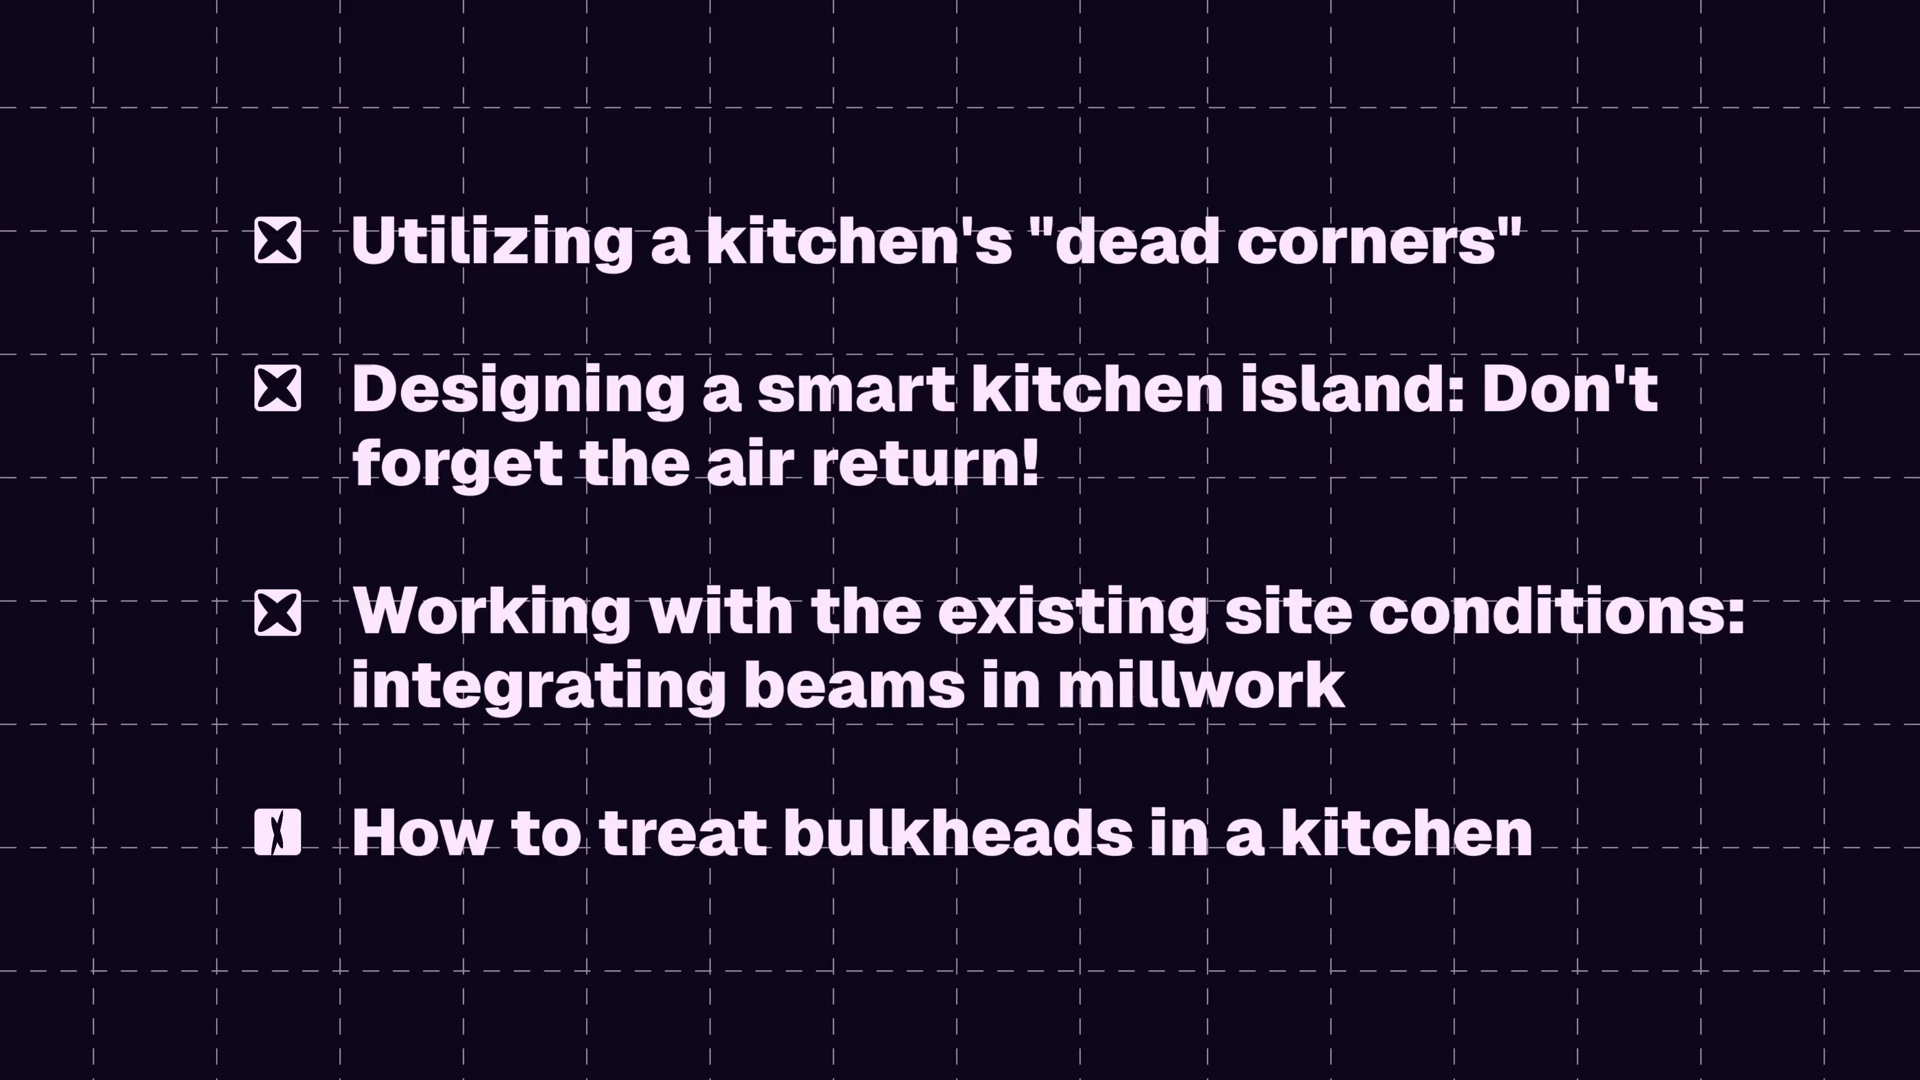 Utilizing a kitchen's "dead corners"
Designing a smart kitchen island: Don't
forget the air return!
Working with the existing site conditions:
integrating beams in millwork
How to treat bulkheads in a kitchen